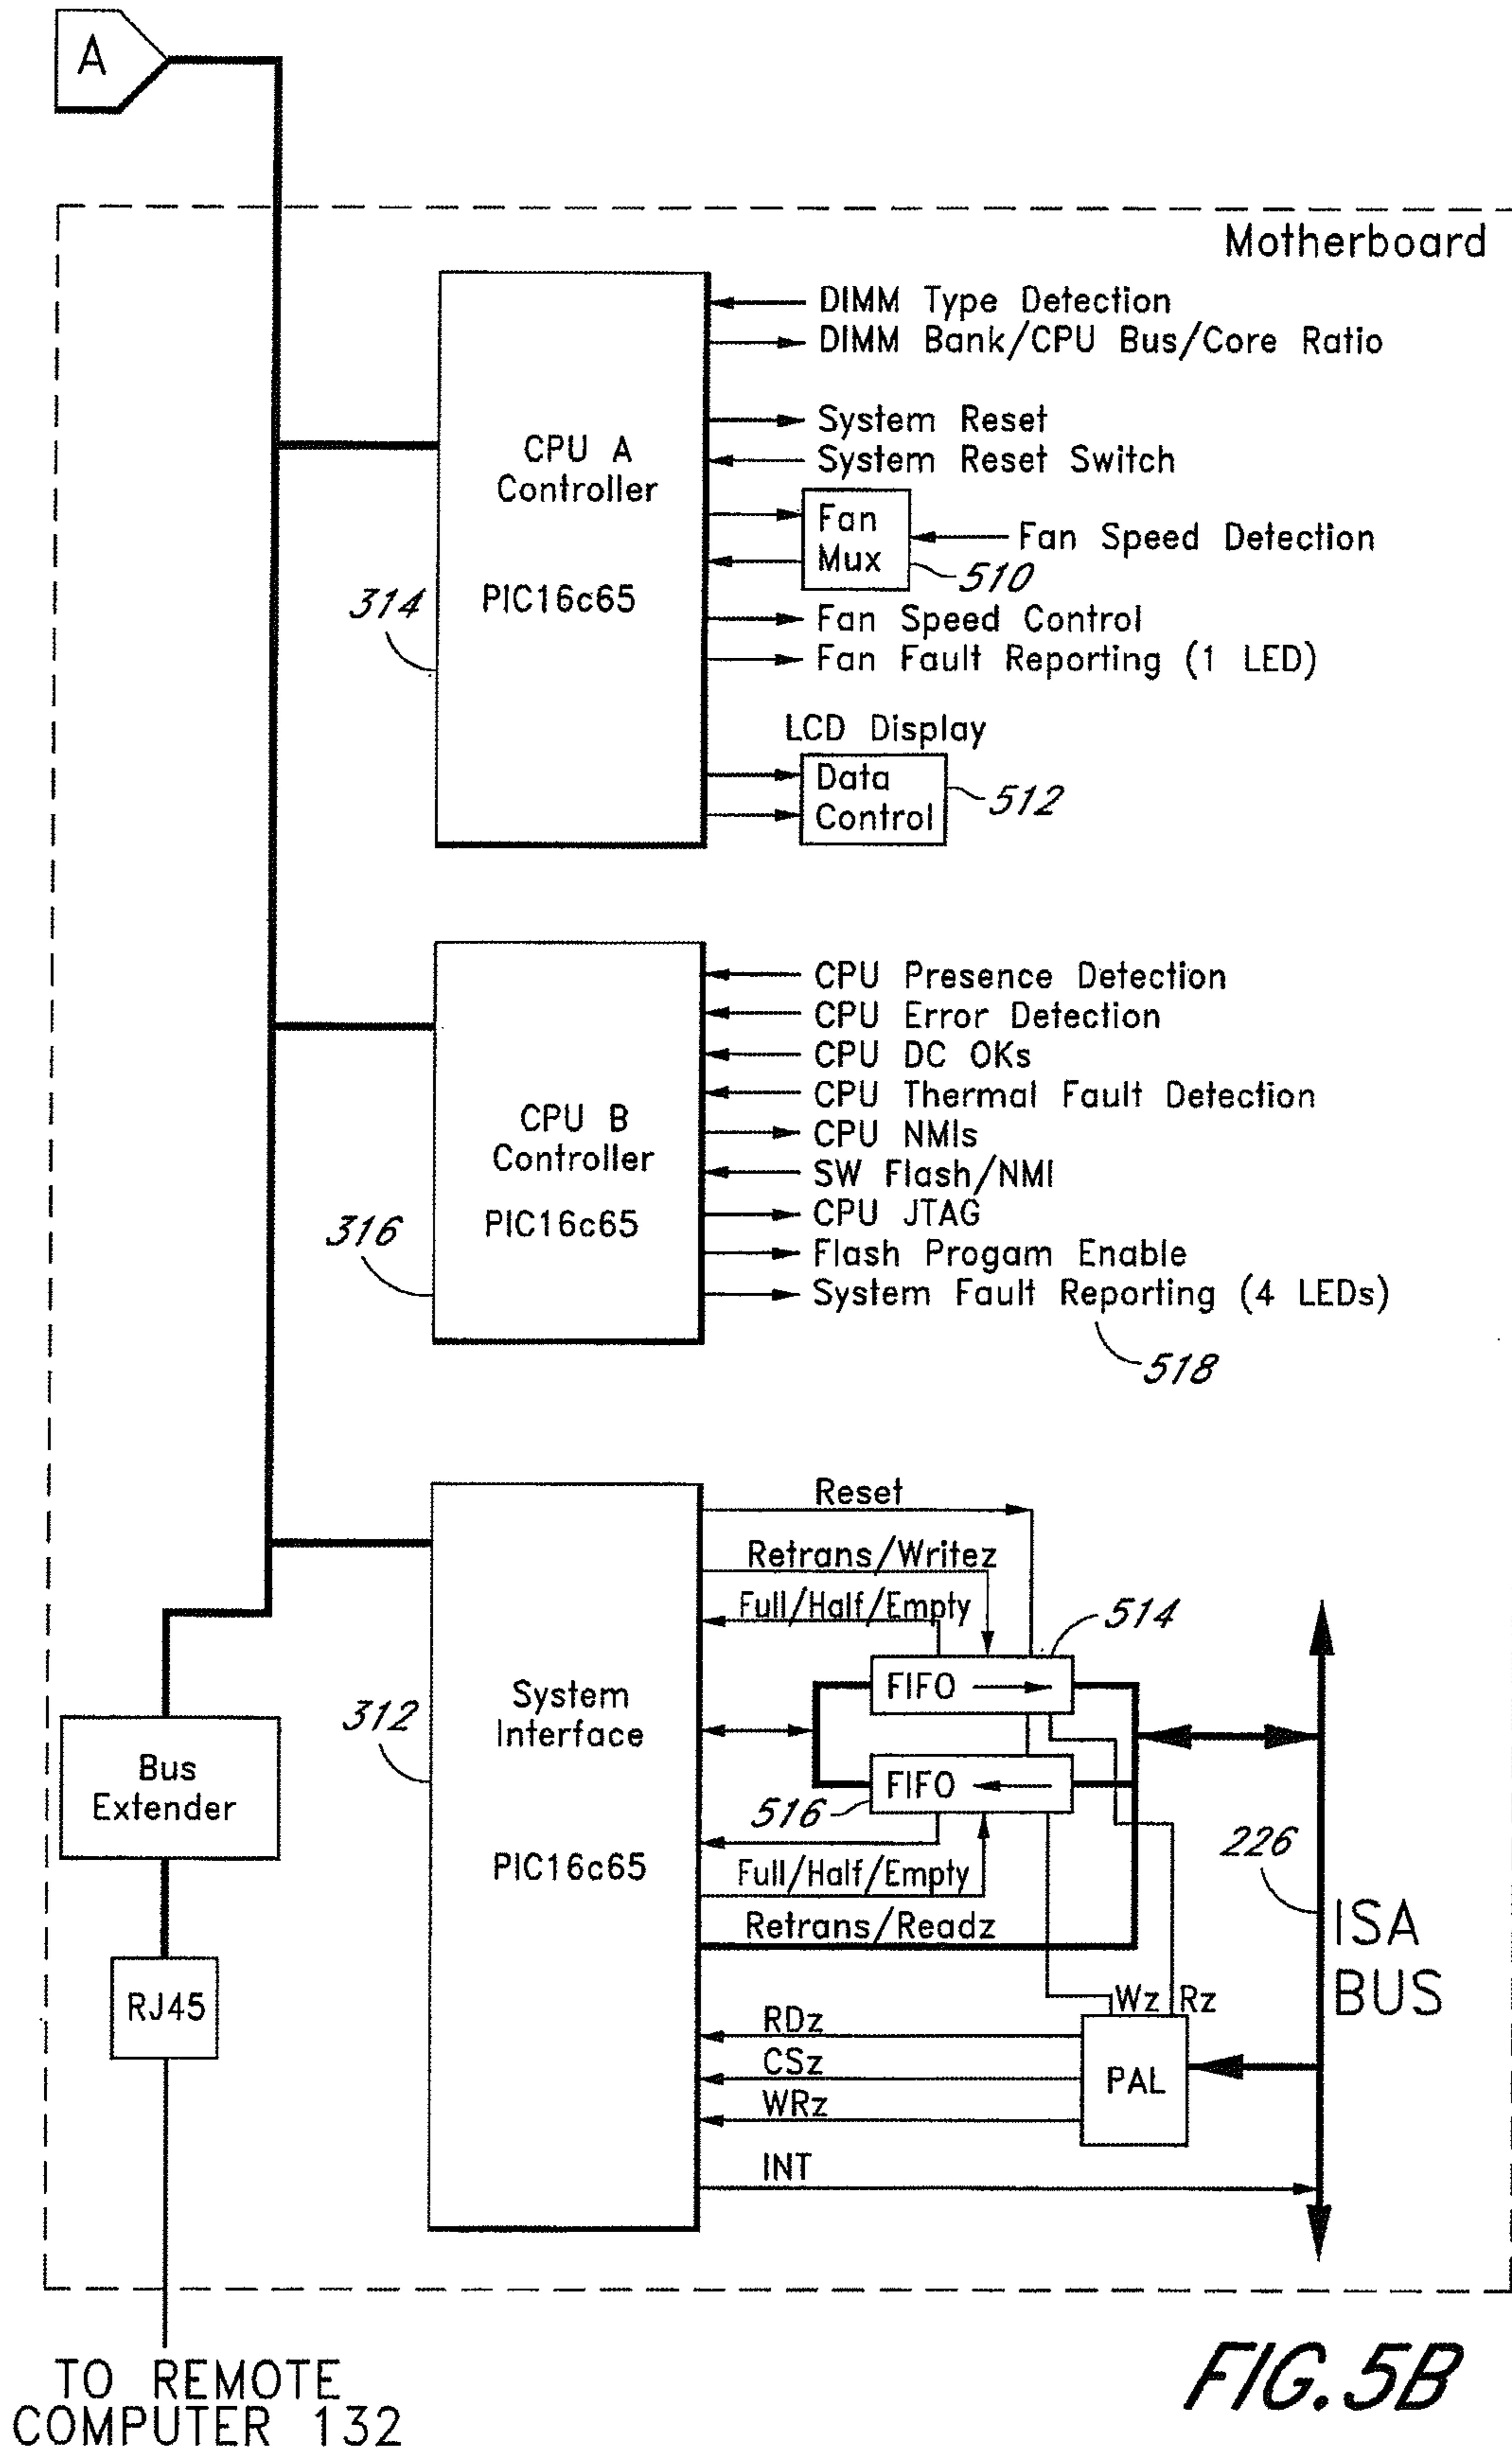 A
Motherboard
DIMM Type Detection
DIMM Bank/CPU Bus/Core Ratio
System Reset
System Reset Switch
CPU A
Controller
PIC16c65
314
Fan
Mux
Fan Speed Detection
510
Fan Speed Control
Fan Fault Reporting (1 LED)
LCD Display
Data
Control
512
CPU Presence Detection
CPU Error Detection
CPU DC OKs
CPU Thermal Fault Detection
CPU NMIs
SW Flash/NMI
CPU JTAG
Flash Progam Enable
System Fault Reporting (4 LEDs)
518
CPU B
Controller
PIC16c65
316
Reset
Retrans/Writez
Full/Half/Empty
514
FIFO
System
Interface
312
FIFO
516
Bus
Extender
PIC16c65
Full/Half/Empty
Retrans/Readz
226
ISA
BUS
RJ45
Wz Rz
RDz
CSz
WRz
PAL
INT
TO REMOTE
COMPUTER 132
FIG. 5B